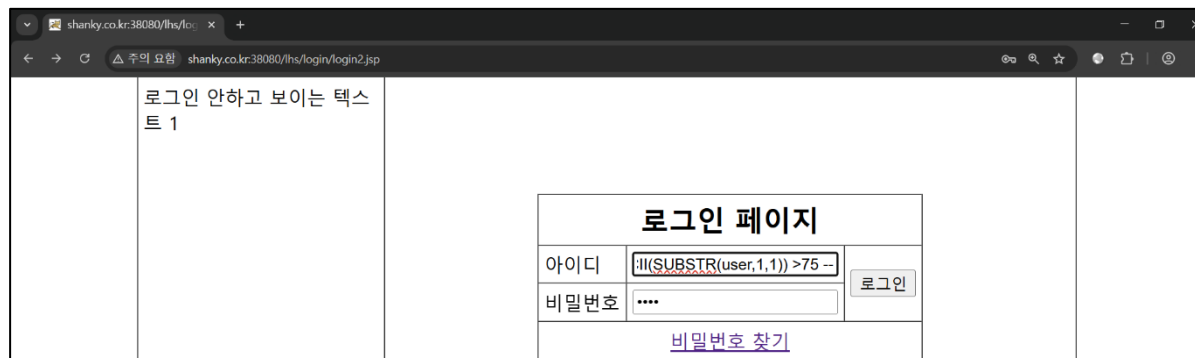 shanky.co.kr:38080/lhs/log
주의 요함 shanky.co.kr:38080/lhs/login/login2.jsp
로그인 안하고 보이는 텍스
트 1
로그인 페이지
아이디 II(SUBSTR(user,1,1)) >75 --
로그인
비밀번호 ••••
비밀번호 찾기